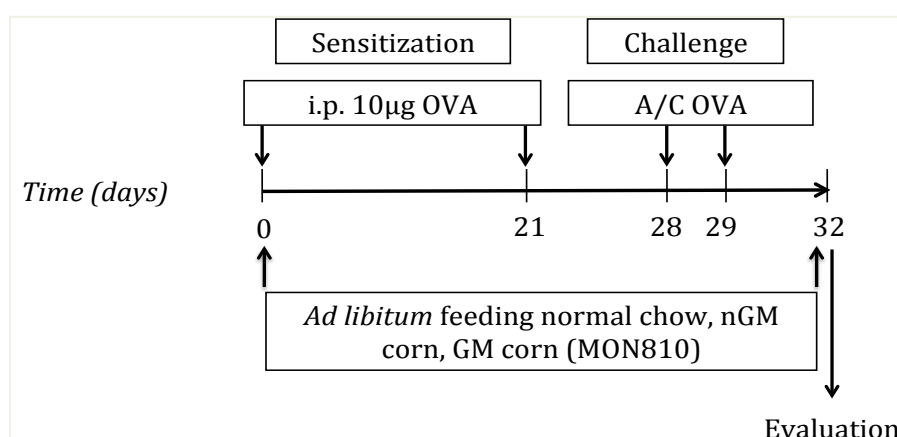 Sensitization
Challenge
i.p. 10μg OVA
A/C OVA
Time (days)
0
21
28
29
32
Ad libitum feeding normal chow, nGM
corn, GM corn (MON810)
Evaluation